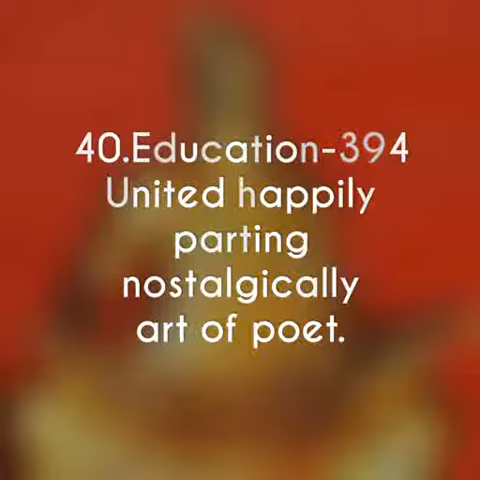 40.Education-394
United happily
parting
nostalgically
art of poet.